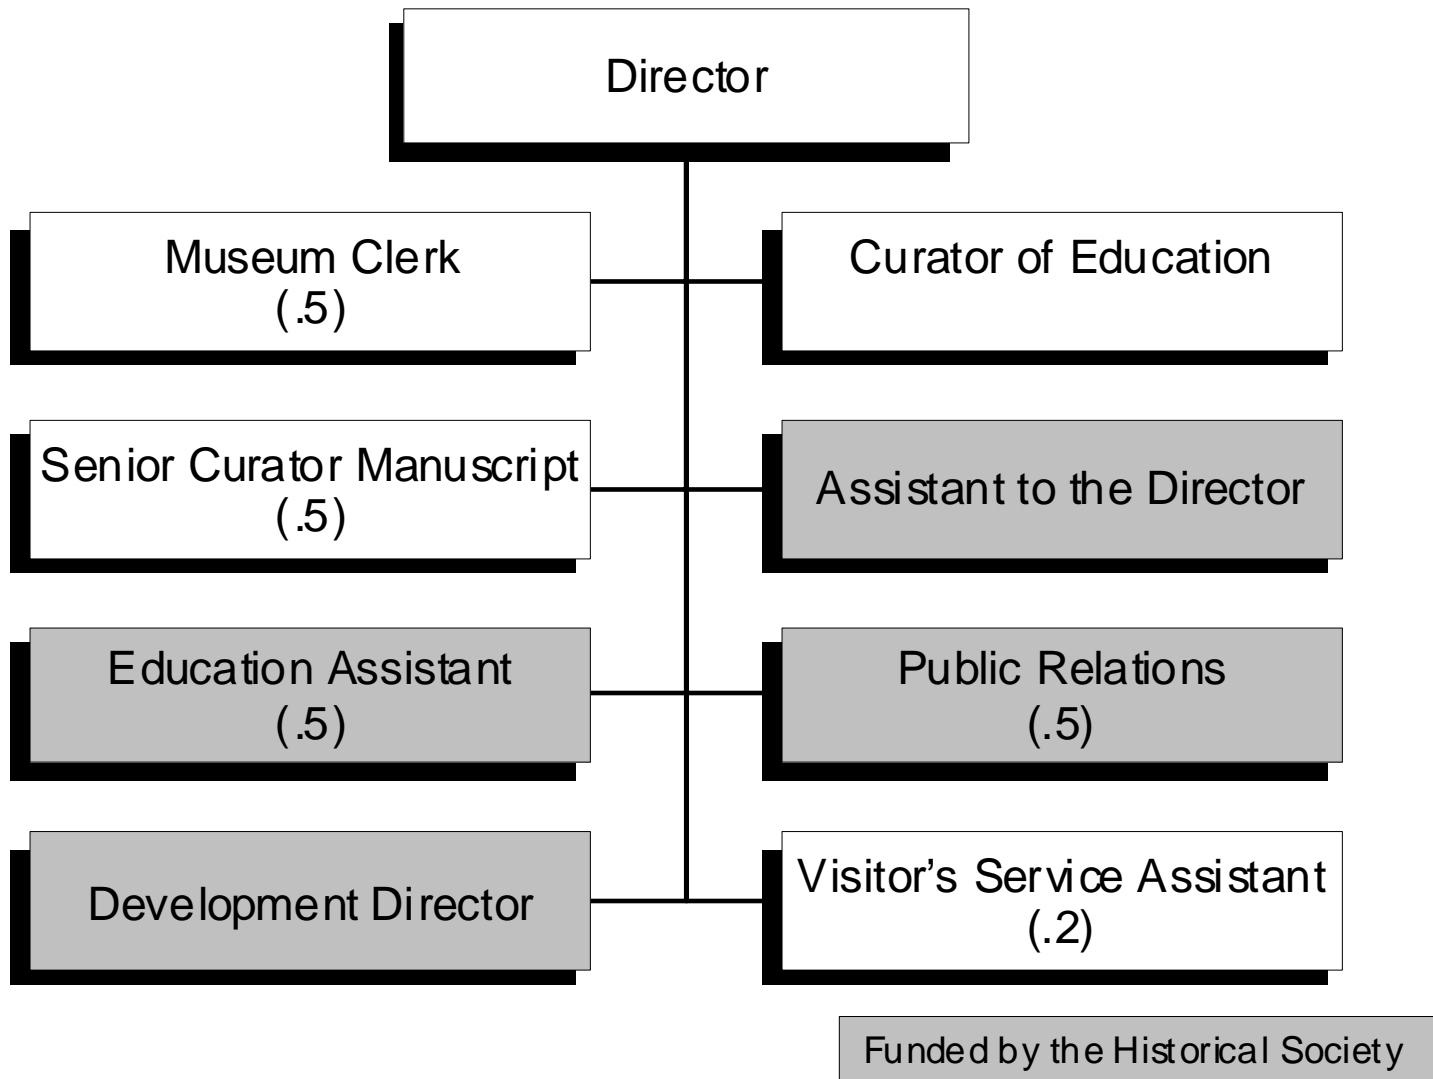 Director
Museum Clerk
(.5)
Curator of Education
Senior Curator Manuscript
(.5)
Assistant to the Director
Education Assistant
(.5)
Public Relations
(.5)
Development Director
Visitor’s Service Assistant
(.2)
Funded by the Historical Society